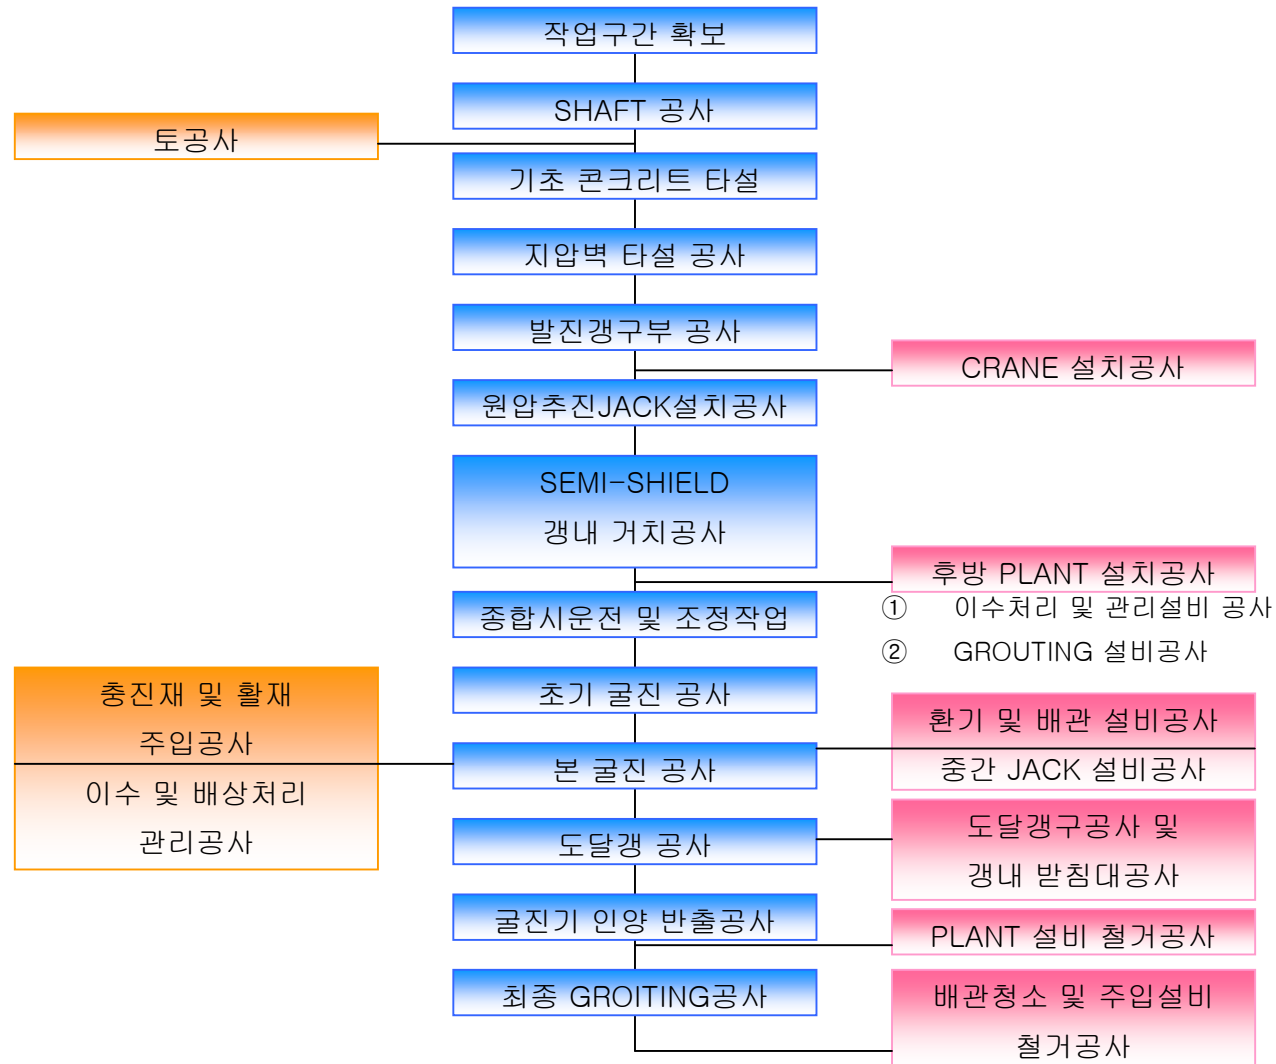 작업구간 확보
SHAFT 공사
토공사
기초 콘크리트 타설
지압벽 타설 공사
발진갱구부 공사
CRANE 설치공사
원압추진JACK설치공사
SEMI-SHIELD
갱내 거치공사
후방 PLANT 설치공사
① 이수처리 및 관리설비 공사
② GROUTING 설비공사
종합시운전 및 조정작업
초기 굴진 공사
충진재 및 활재
주입공사
이수 및 배상처리
관리공사
환기 및 배관 설비공사
중간 JACK 설비공사
본 굴진 공사
도달갱 공사
도달갱구공사 및
갱내 받침대공사
굴진기 인양 반출공사
PLANT 설비 철거공사
최종 GROITING공사
배관청소 및 주입설비
철거공사